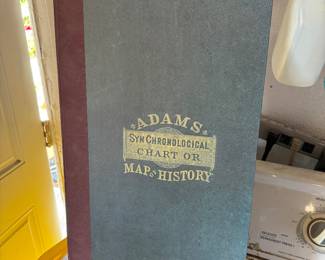 ADAMS
SYNCHRONOLOGICAL
CHART OR
MAP of HISTORY